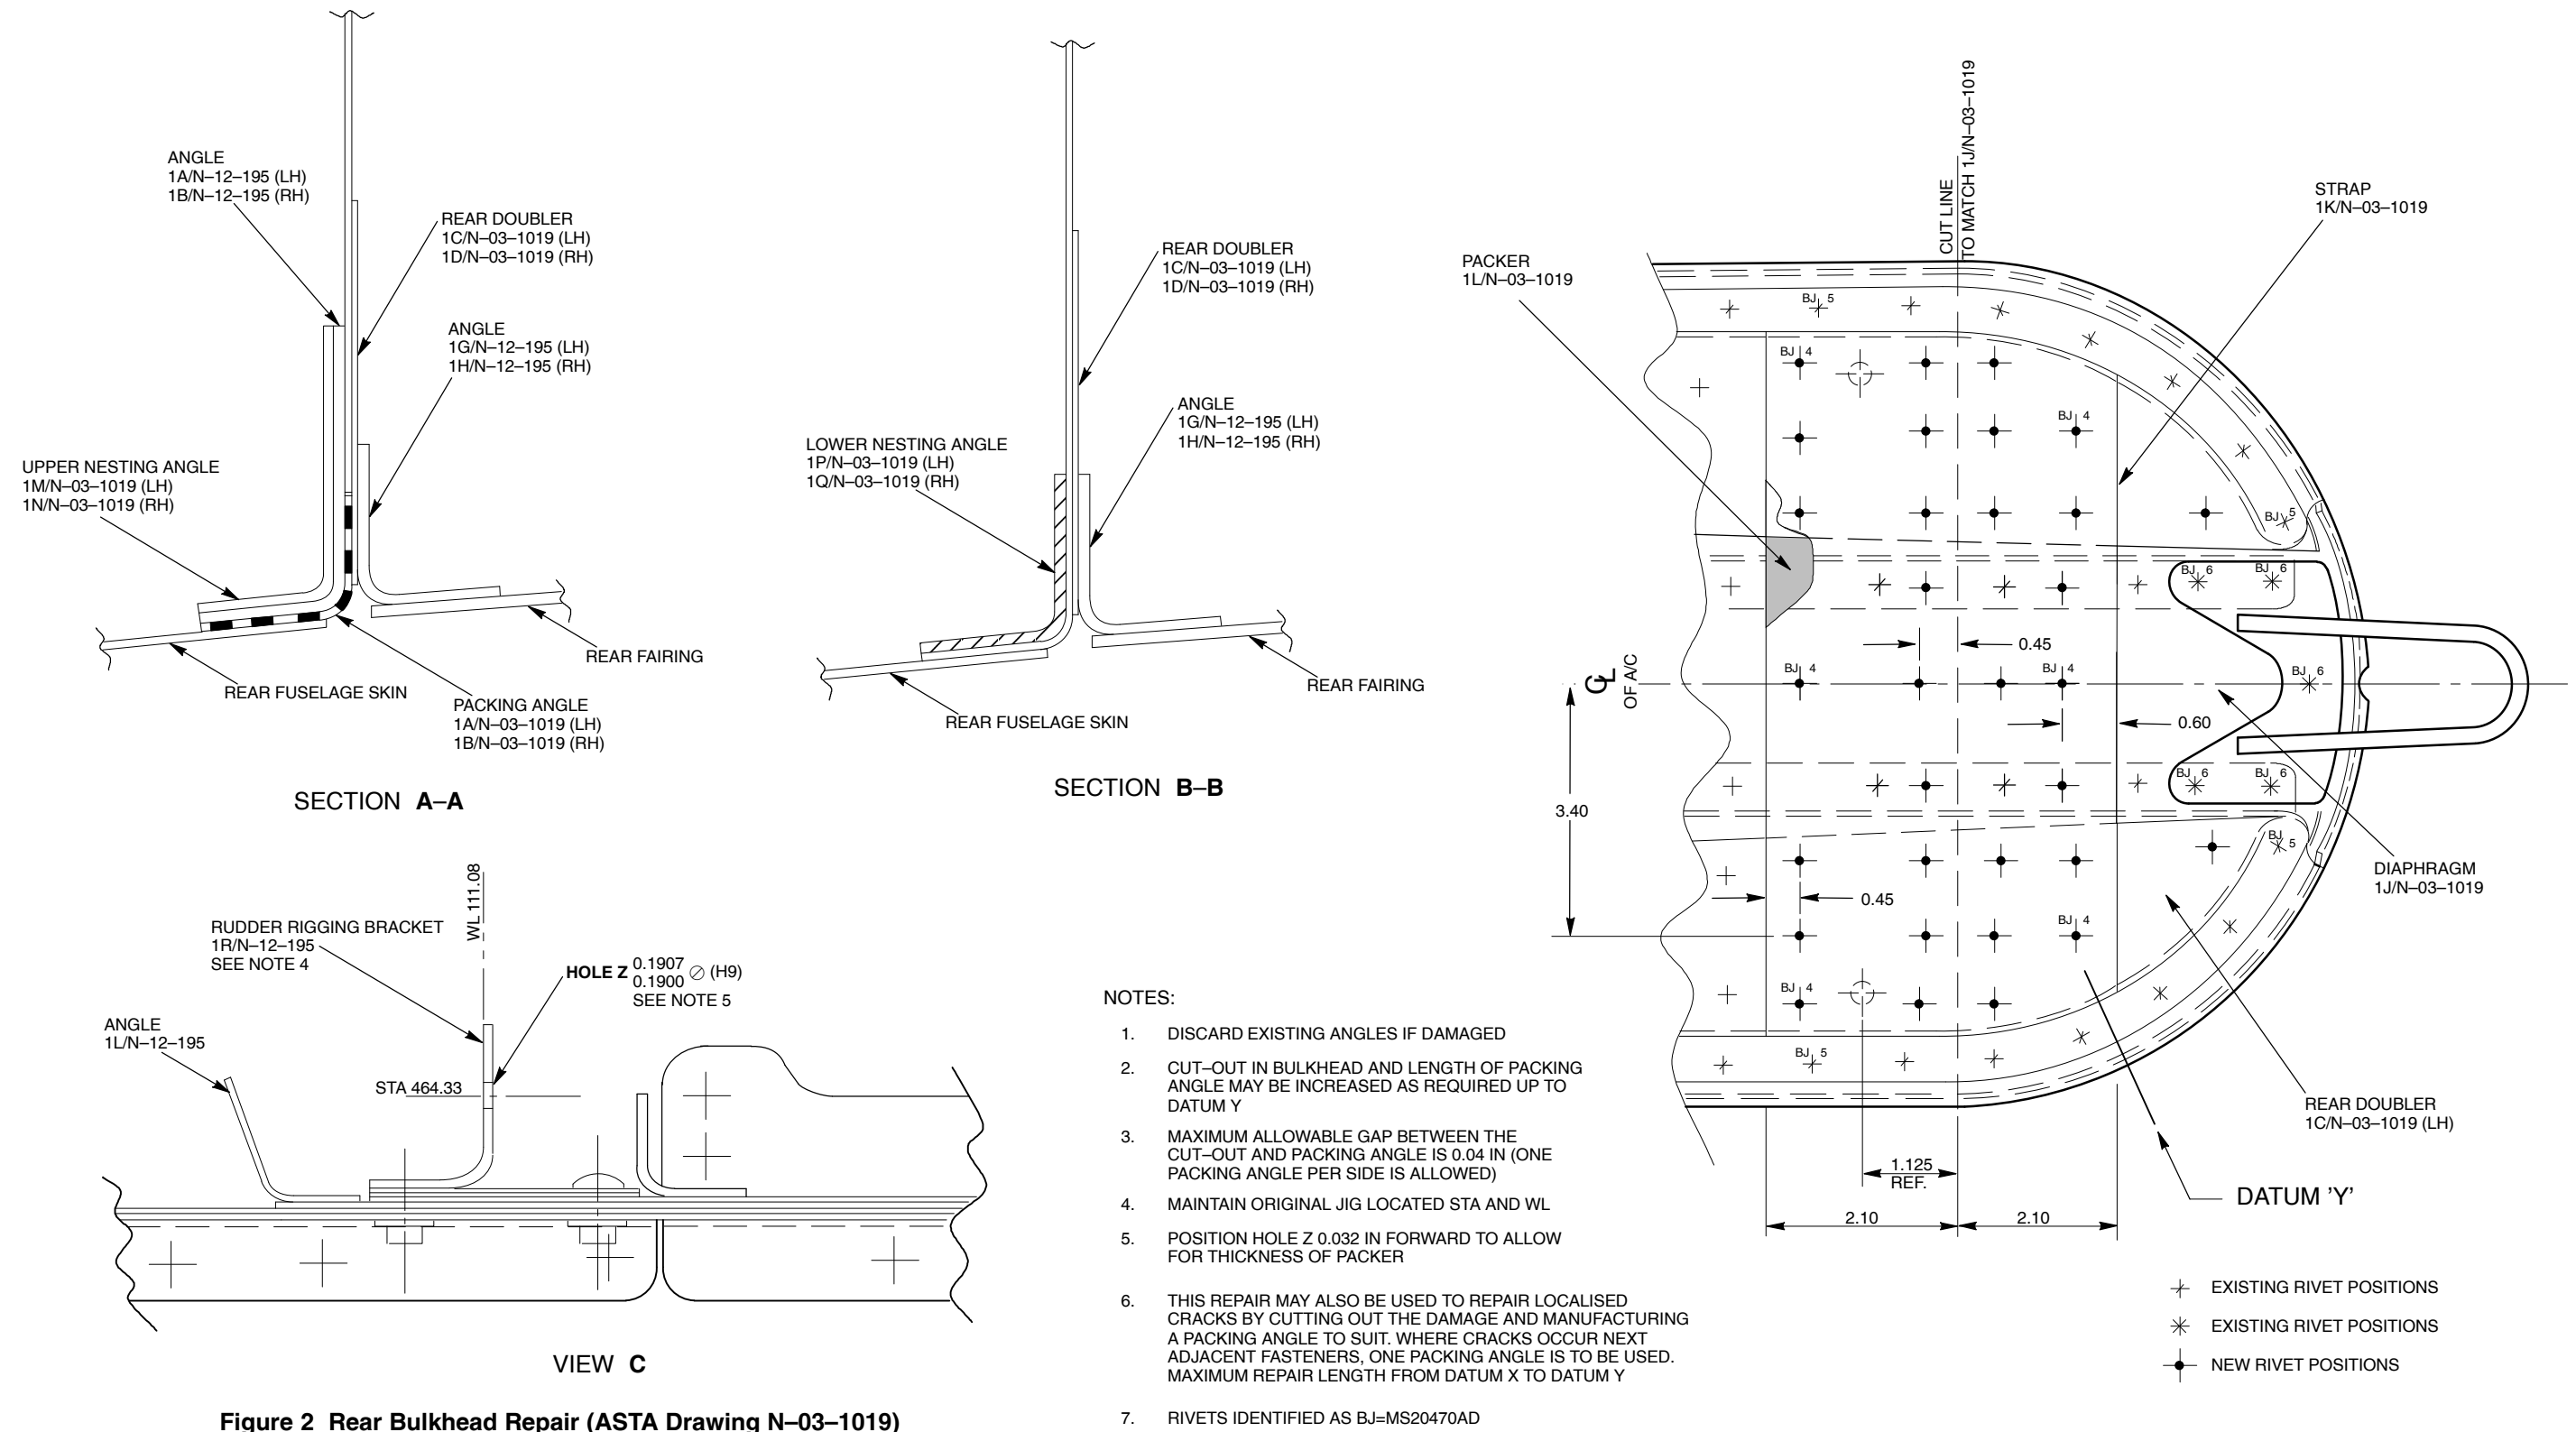 ANGLE
1A/N–12–195 (LH)
1B/N–12–195 (RH)
REAR DOUBLER
1C/N–03–1019 (LH)
1D/N–03–1019 (RH)
ANGLE
1G/N–12–195 (LH)
1H/N–12–195 (RH)
UPPER NESTING ANGLE
1M/N–03–1019 (LH)
1N/N–03–1019 (RH)
REAR FAIRING
REAR FUSELAGE SKIN
PACKING ANGLE
1A/N–03–1019 (LH)
1B/N–03–1019 (RH)
SECTION A–A
REAR DOUBLER
1C/N–03–1019 (LH)
1D/N–03–1019 (RH)
ANGLE
1G/N–12–195 (LH)
1H/N–12–195 (RH)
LOWER NESTING ANGLE
1P/N–03–1019 (LH)
1Q/N–03–1019 (RH)
REAR FAIRING
REAR FUSELAGE SKIN
SECTION B–B
CUT LINE
TO MATCH 1J/N–03–1019
STRAP
1K/N–03–1019
PACKER
1L/N–03–1019
BJ 5
BJ 4
BJ 4
BJ 5
BJ 6
BJ 6
0.45
CL
OF A/C
BJ 4
BJ 4
BJ 6
0.60
BJ 6
BJ 6
3.40
BJ 5
DIAPHRAGM
1J/N–03–1019
0.45
BJ 4
BJ 4
BJ 5
REAR DOUBLER
1C/N–03–1019 (LH)
1.125
REF.
DATUM 'Y'
2.10
2.10
EXISTING RIVET POSITIONS
EXISTING RIVET POSITIONS
NEW RIVET POSITIONS
WL 111.08
RUDDER RIGGING BRACKET
1R/N–12–195
SEE NOTE 4
HOLE Z 0.1907
0.1900 ∅ (H9)
SEE NOTE 5
ANGLE
1L/N–12–195
STA 464.33
VIEW C
NOTES:
1. DISCARD EXISTING ANGLES IF DAMAGED
2. CUT–OUT IN BULKHEAD AND LENGTH OF PACKING
ANGLE MAY BE INCREASED AS REQUIRED UP TO
DATUM Y
3. MAXIMUM ALLOWABLE GAP BETWEEN THE
CUT–OUT AND PACKING ANGLE IS 0.04 IN (ONE
PACKING ANGLE PER SIDE IS ALLOWED)
4. MAINTAIN ORIGINAL JIG LOCATED STA AND WL
5. POSITION HOLE Z 0.032 IN FORWARD TO ALLOW
FOR THICKNESS OF PACKER
6. THIS REPAIR MAY ALSO BE USED TO REPAIR LOCALISED
CRACKS BY CUTTING OUT THE DAMAGE AND MANUFACTURING
A PACKING ANGLE TO SUIT. WHERE CRACKS OCCUR NEXT
ADJACENT FASTENERS, ONE PACKING ANGLE IS TO BE USED.
MAXIMUM REPAIR LENGTH FROM DATUM X TO DATUM Y
7. RIVETS IDENTIFIED AS BJ=MS20470AD
Figure 2 Rear Bulkhead Repair (ASTA Drawing N–03–1019)